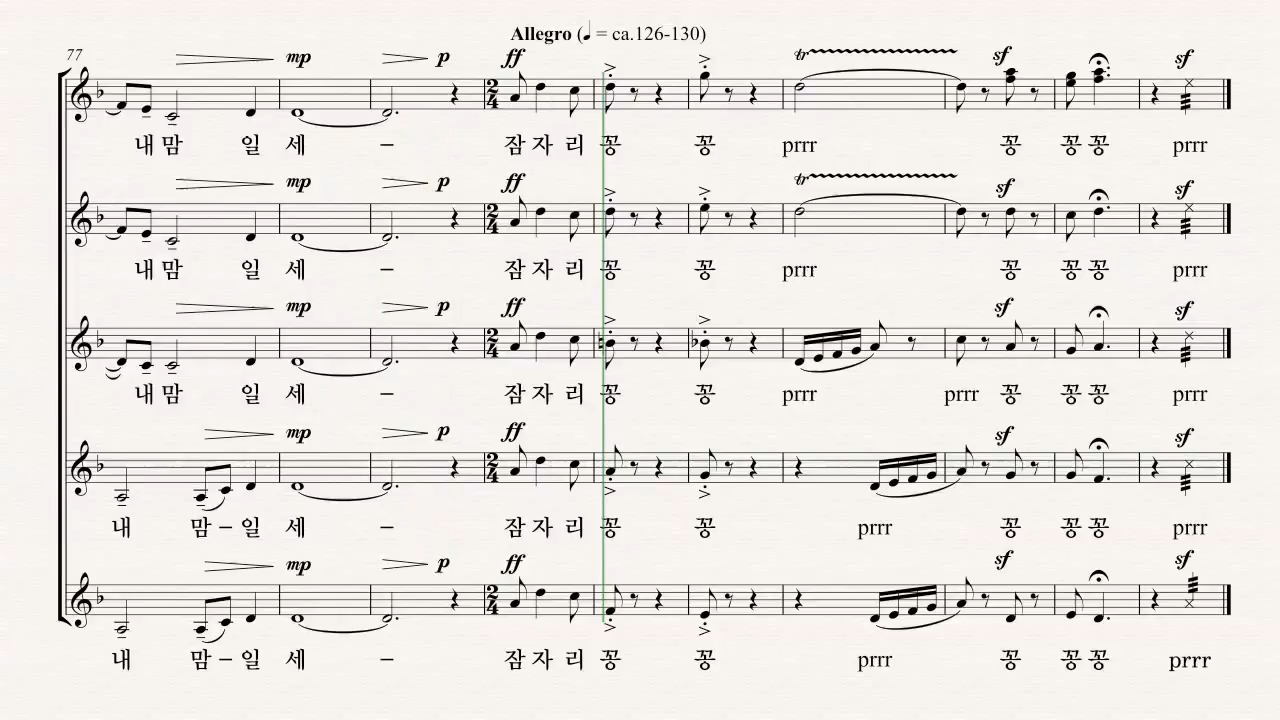 Allegro (♩ = ca.126-130)
77
mp p ff sf sf
tr
내 맘 일 세 – 잠 자 리 꽁 꽁 prrr 꽁 꽁 꽁 prrr
mp p ff sf sf
tr
내 맘 일 세 – 잠 자 리 꽁 꽁 prrr 꽁 꽁 꽁 prrr
mp p ff sf sf
내 맘 일 세 – 잠 자 리 꽁 꽁 prrr prrr 꽁 꽁 꽁 prrr
mp p ff sf sf
내 맘 – 일 세 – 잠 자 리 꽁 꽁 prrr 꽁 꽁 꽁 prrr
mp p ff sf sf
내 맘 – 일 세 – 잠 자 리 꽁 꽁 prrr 꽁 꽁 꽁 prrr